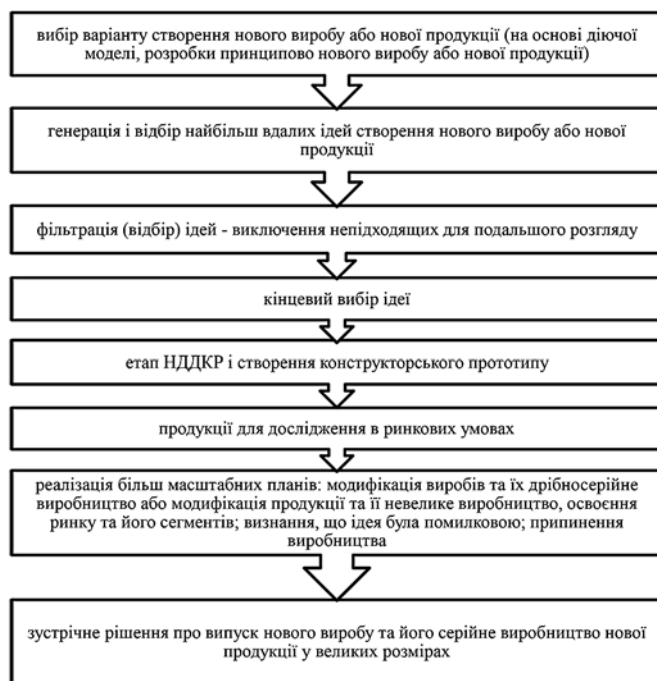 вибір варіанту створення нового виробу або нової продукції (на основі діючої
моделі, розробки принципово нового виробу або нової продукції)
генерація і відбір найбільш вдалих ідей створення нового виробу або нової
продукції
фільтрація (відбір) ідей - виключення непідходящих для подальшого розгляду
кінцевий вибір ідеї
етап НДДКР і створення конструкторського прототипу
продукції для дослідження в ринкових умовах
реалізація більш масштабних планів: модифікація виробів та їх дрібносерійне
виробництво або модифікація продукції та її невелике виробництво, освоєння
ринку та його сегментів; визнання, що ідея була помилковою; припинення
виробництва
зустрічне рішення про випуск нового виробу та його серійне виробництво нової
продукції у великих розмірах